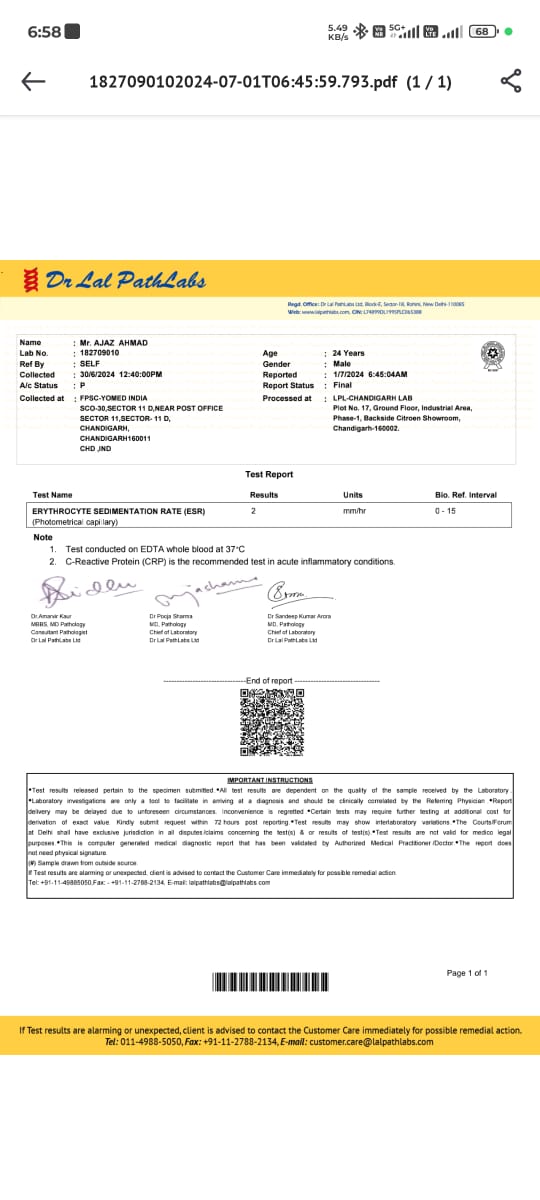 6:58
5.49 KB/s 5G+ 68
1827090102024-07-01T06:45:59.793.pdf (1 / 1)
Dr Lal PathLabs
Regd. Office: Dr Lal PathLabs Ltd, Block-E, Sector-18, Rohini, New Delhi-110085
Web: www.lalpathlabs.com, CIN: L74899DL1995PLC065388
Name : Mr. AJAZ AHMAD
Lab No. : 182709010 Age : 24 Years
Ref By : SELF Gender : Male
Collected : 30/6/2024 12:40:00PM Reported : 1/7/2024 6:45:04AM
A/c Status : P Report Status : Final
Collected at : FPSC-YOMED INDIA Processed at : LPL-CHANDIGARH LAB
SCO-30,SECTOR 11 D,NEAR POST OFFICE Plot No. 17, Ground Floor, Industrial Area,
SECTOR 11,SECTOR- 11 D, Phase-1, Backside Citroen Showroom,
CHANDIGARH, Chandigarh-160002.
CHANDIGARH160011
CHD ,IND
Test Report
Test Name Results Units Bio. Ref. Interval
ERYTHROCYTE SEDIMENTATION RATE (ESR) 2 mm/hr 0 - 15
(Photometrical capillary)
Note
1. Test conducted on EDTA whole blood at 37°C
2. C-Reactive Protein (CRP) is the recommended test in acute inflammatory conditions.
Dr.Amarvir Kaur Dr Pooja Sharma Dr Sandeep Kumar Arora
MBBS, MD Pathology MD, Pathology MD, Pathology
Consultant Pathologist Chief of Laboratory Chief of Laboratory
Dr Lal PathLabs Ltd Dr Lal PathLabs Ltd Dr Lal PathLabs Ltd
-------------------------------End of report --------------------------------
IMPORTANT INSTRUCTIONS
*Test results released pertain to the specimen submitted.*All test results are dependent on the quality of the sample received by the Laboratory .
*Laboratory investigations are only a tool to facilitate in arriving at a diagnosis and should be clinically correlated by the Referring Physician .*Report
delivery may be delayed due to unforeseen circumstances. Inconvenience is regretted.*Certain tests may require further testing at additional cost for
derivation of exact value. Kindly submit request within 72 hours post reporting.*Test results may show interlaboratory variations.*The Courts/Forum
at Delhi shall have exclusive jurisdiction in all disputes/claims concerning the test(s) & or results of test(s).*Test results are not valid for medico legal
purposes.*This is computer generated medical diagnostic report that has been validated by Authorized Medical Practitioner/Doctor.*The report does
not need physical signature.
(#) Sample drawn from outside source.
If Test results are alarming or unexpected, client is advised to contact the Customer Care immediately for possible remedial action.
Tel: +91-11-49885050,Fax: - +91-11-2788-2134, E-mail: lalpathlabs@lalpathlabs.com
Page 1 of 1
If Test results are alarming or unexpected, client is advised to contact the Customer Care immediately for possible remedial action.
Tel: 011-4988-5050, Fax: +91-11-2788-2134, E-mail: customer.care@lalpathlabs.com